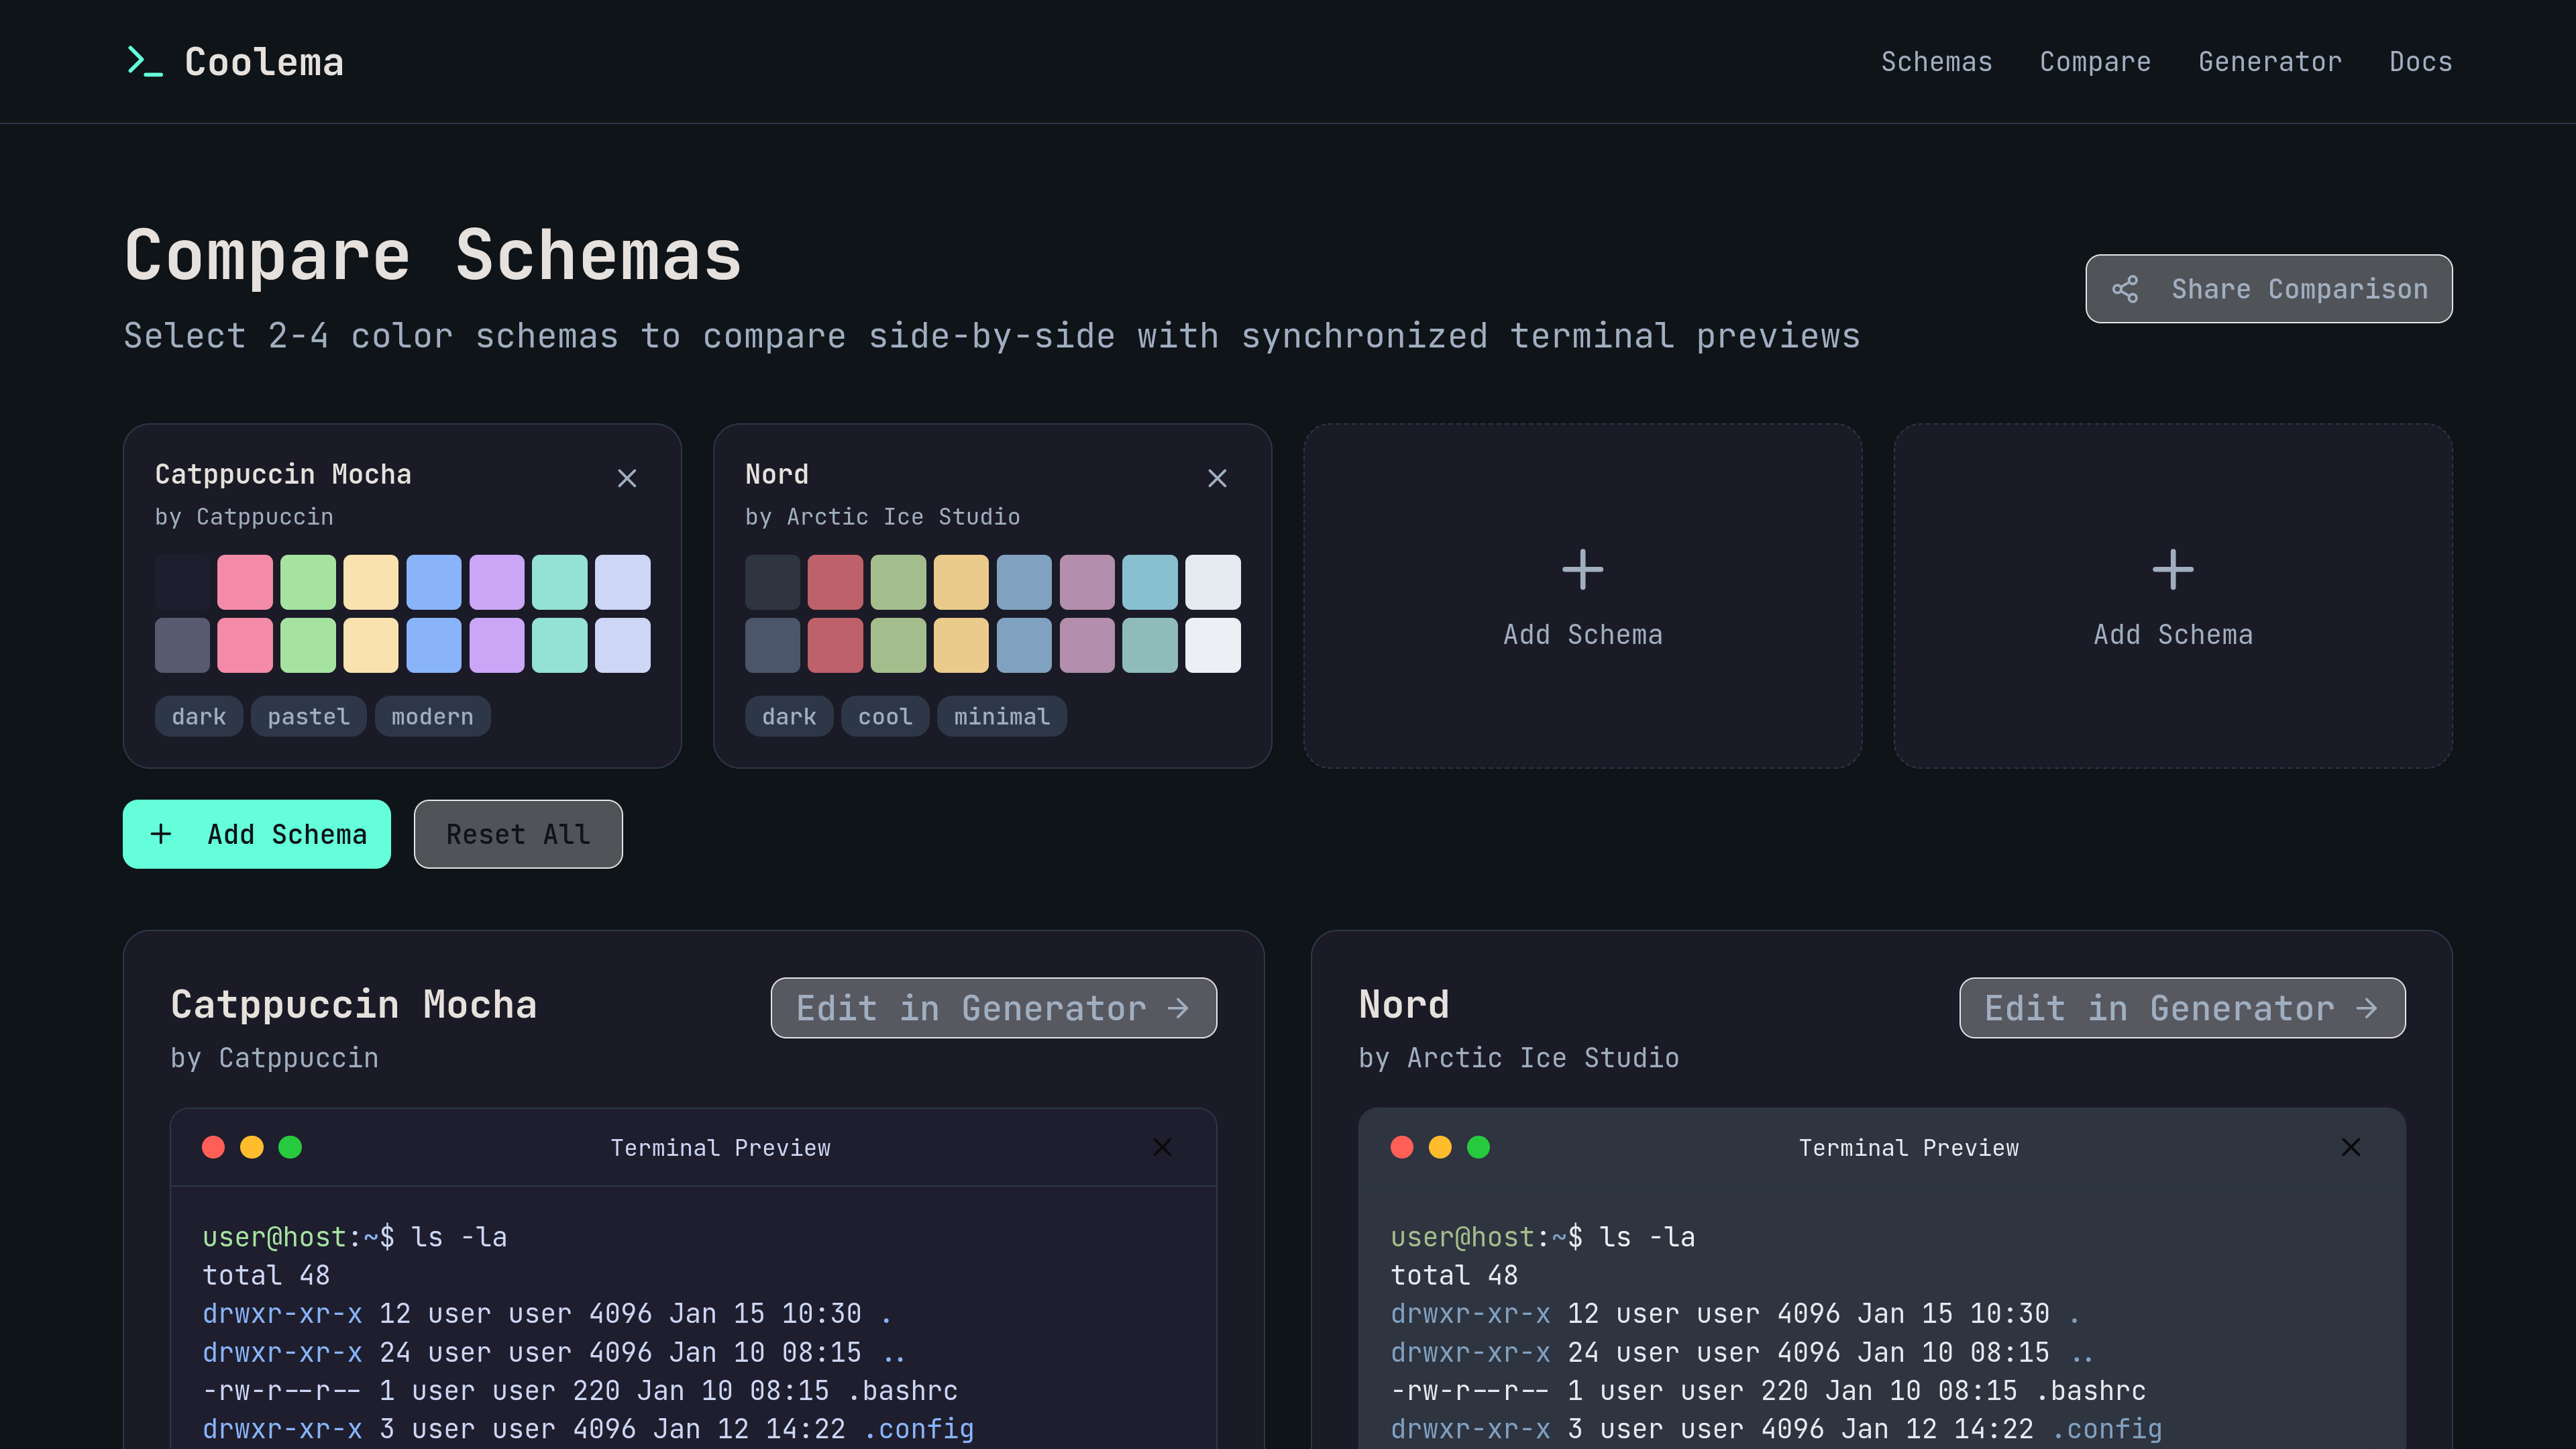 Coolema
Schemas Compare Generator Docs
Compare Schemas
Select 2-4 color schemas to compare side-by-side with synchronized terminal previews
Share Comparison
Catppuccin Mocha
by Catppuccin
dark pastel modern
Nord
by Arctic Ice Studio
dark cool minimal
Add Schema
Add Schema
Add Schema
Reset All
Catppuccin Mocha
by Catppuccin
Edit in Generator →
Terminal Preview
user@host:~$ ls -la
total 48
drwxr-xr-x 12 user user 4096 Jan 15 10:30 .
drwxr-xr-x 24 user user 4096 Jan 10 08:15 ..
-rw-r--r-- 1 user user 220 Jan 10 08:15 .bashrc
drwxr-xr-x 3 user user 4096 Jan 12 14:22 .config
Nord
by Arctic Ice Studio
Edit in Generator →
Terminal Preview
user@host:~$ ls -la
total 48
drwxr-xr-x 12 user user 4096 Jan 15 10:30 .
drwxr-xr-x 24 user user 4096 Jan 10 08:15 ..
-rw-r--r-- 1 user user 220 Jan 10 08:15 .bashrc
drwxr-xr-x 3 user user 4096 Jan 12 14:22 .config